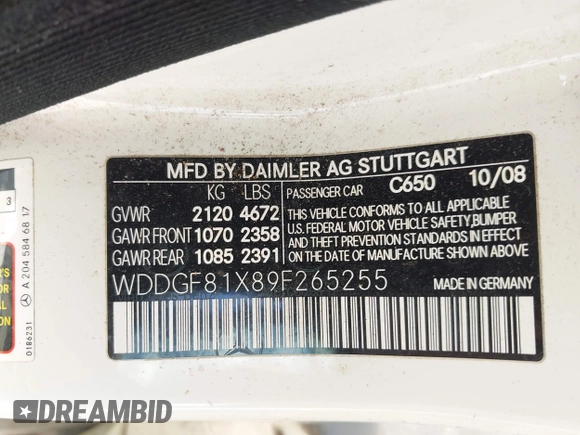 MFD BY DAIMLER AG STUTTGART
KG LBS PASSENGER CAR C650 10/08
GVWR 2120 4672
GAWR FRONT 1070 2358
GAWR REAR 1085 2391
THIS VEHICLE CONFORMS TO ALL APPLICABLE
U.S. FEDERAL MOTOR VEHICLE SAFETY, BUMPER
AND THEFT PREVENTION STANDARDS IN EFFECT
ON THE DATE OF MANUFACTURE SHOWN ABOVE.
WDDGF81X89F265255 MADE IN GERMANY
3
A 204 584 68 17
0186231
DREAMBID